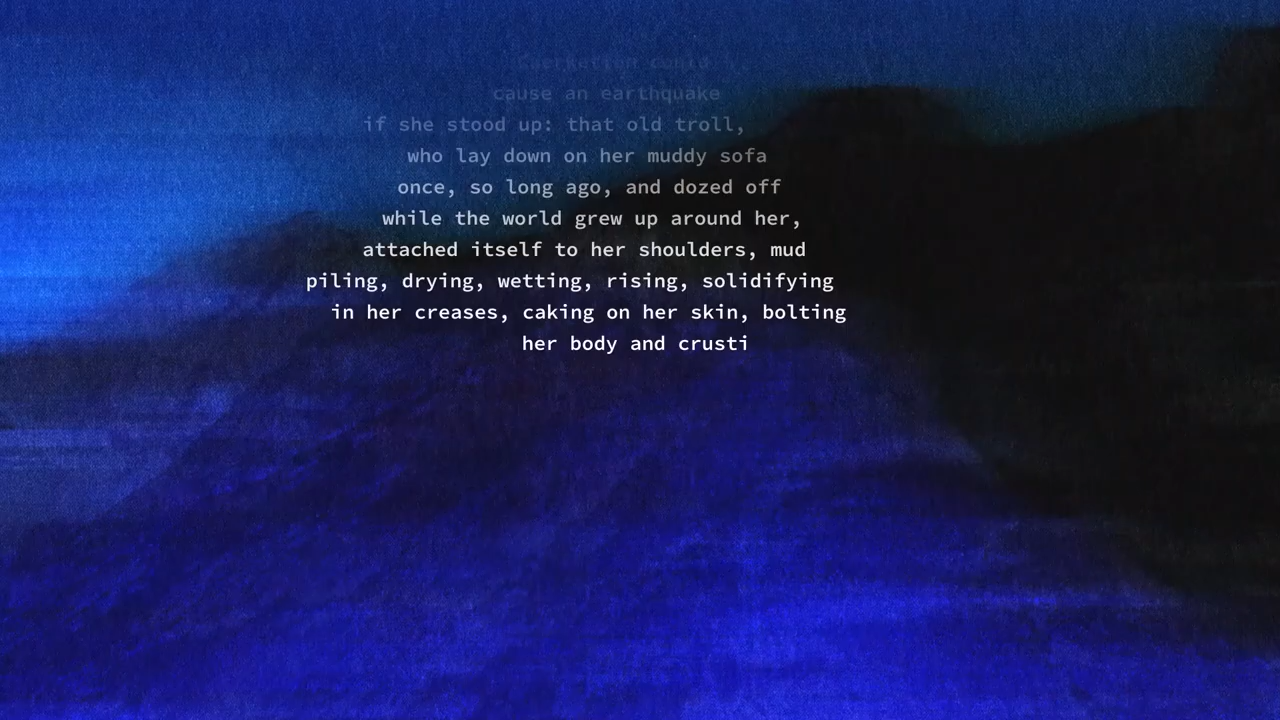 could
cause an earthquake
if she stood up: that old troll,
who lay down on her muddy sofa
once, so long ago, and dozed off
while the world grew up around her,
attached itself to her shoulders, mud
piling, drying, wetting, rising, solidifying
in her creases, caking on her skin, bolting
her body and crusti